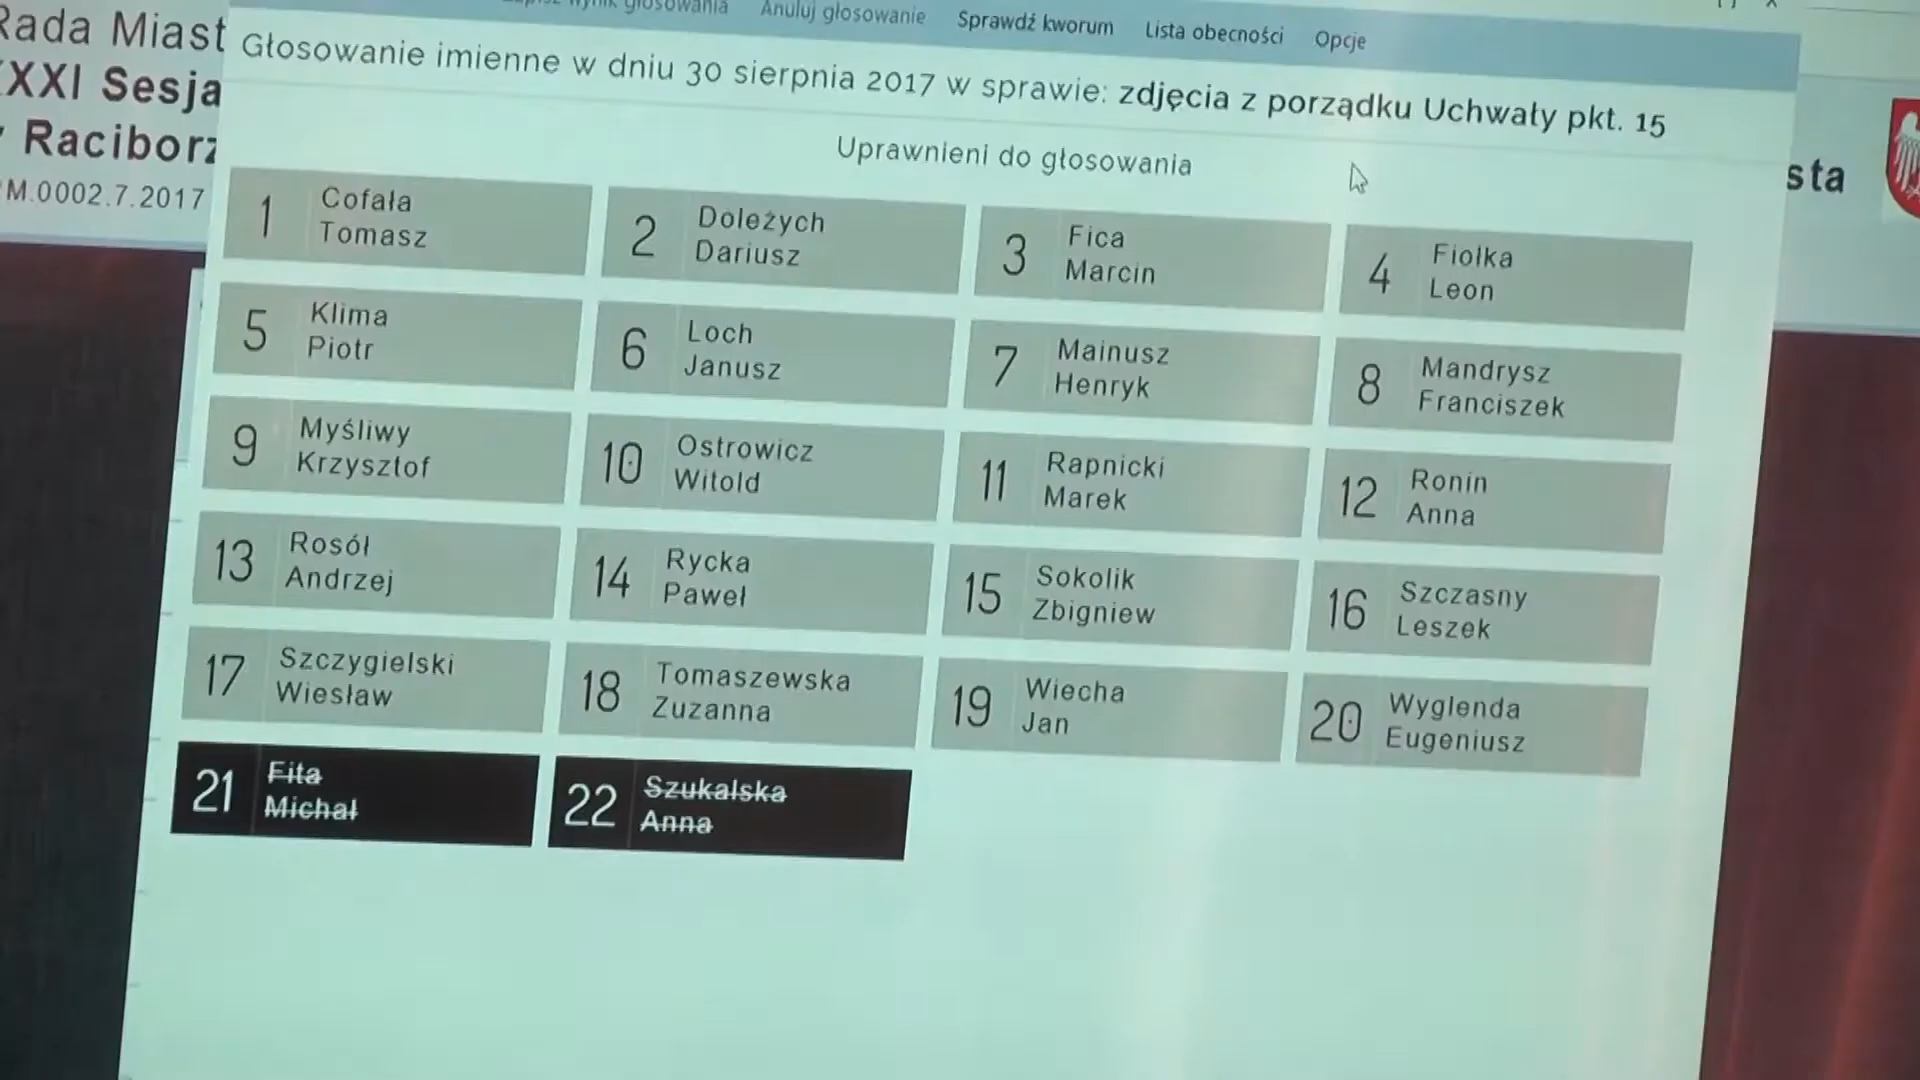 Rada Miast
XXI Sesja
Raciborz
M.0002.7.2017
głosowania Anuluj głosowanie Sprawdź kworum Lista obecności Opcje
Głosowanie imienne w dniu 30 sierpnia 2017 w sprawie: zdjęcia z porządku Uchwały pkt. 15
sta
Uprawnieni do głosowania
1 Cofała
Tomasz
2 Doleżych
Dariusz
3 Fica
Marcin
4 Fiołka
Leon
5 Klima
Piotr
6 Loch
Janusz
7 Mainusz
Henryk
8 Mandrysz
Franciszek
9 Myśliwy
Krzysztof
10 Ostrowicz
Witold
11 Rapnicki
Marek
12 Ronin
Anna
13 Rosół
Andrzej
14 Rycka
Paweł
15 Sokolik
Zbigniew
16 Szczasny
Leszek
17 Szczygielski
Wiesław
18 Tomaszewska
Zuzanna
19 Wiecha
Jan
20 Wyglenda
Eugeniusz
21 Fita
Michał
22 Szukalska
Anna